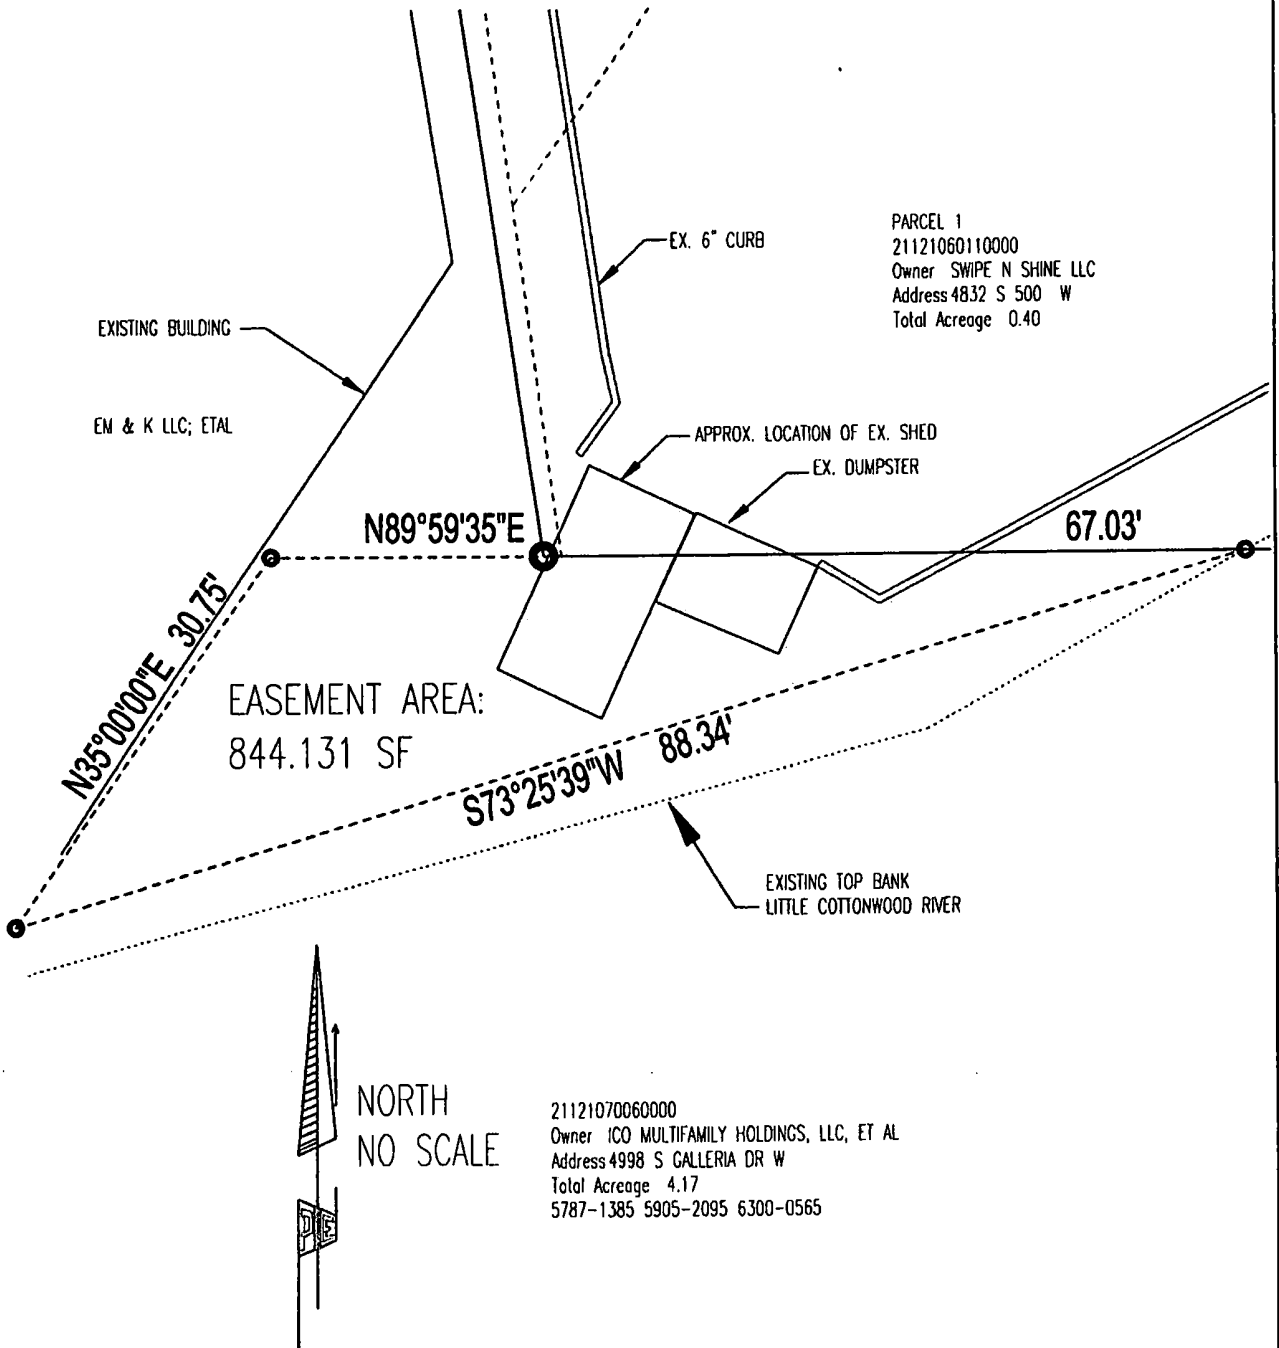 PARCEL 1
21121060110000
Owner SWIPE N SHINE LLC
Address 4832 S 500 W
Total Acreage 0.40
EX. 6" CURB
EXISTING BUILDING
EM & K LLC; ETAL
APPROX. LOCATION OF EX. SHED
EX. DUMPSTER
N89°59'35"E
67.03'
N35°00'00"E 30.75'
EASEMENT AREA:
844.131 SF
S73°25'39"W 88.34'
EXISTING TOP BANK
LITTLE COTTONWOOD RIVER
NORTH
NO SCALE
21121070060000
Owner ICO MULTIFAMILY HOLDINGS, LLC, ET AL
Address 4998 S GALLERIA DR W
Total Acreage 4.17
5787-1385 5905-2095 6300-0565